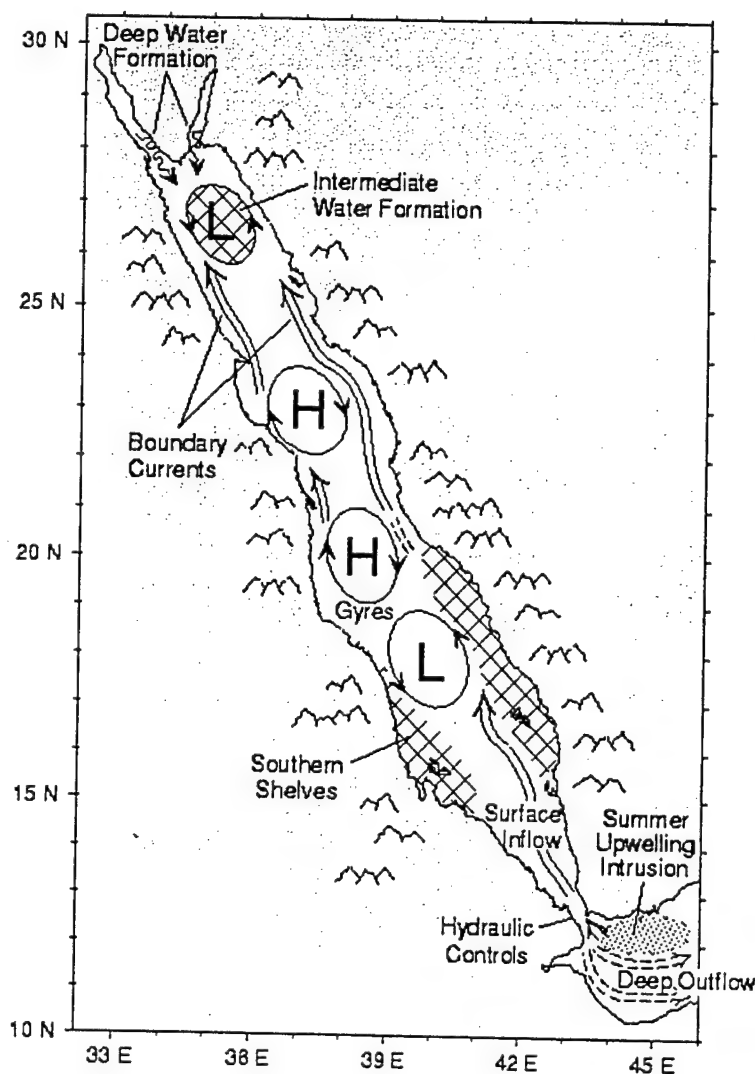 30 N
Deep Water
Formation
Intermediate
Water Formation
L
25 N
H
Boundary
Currents
20 N
H
Gyres
L
Southern
Shelves
15 N
Surface
Inflow
Summer
Upwelling
Intrusion
Hydraulic
Controls
Deep Outflow
10 N
33 E
36 E
39 E
42 E
45 E